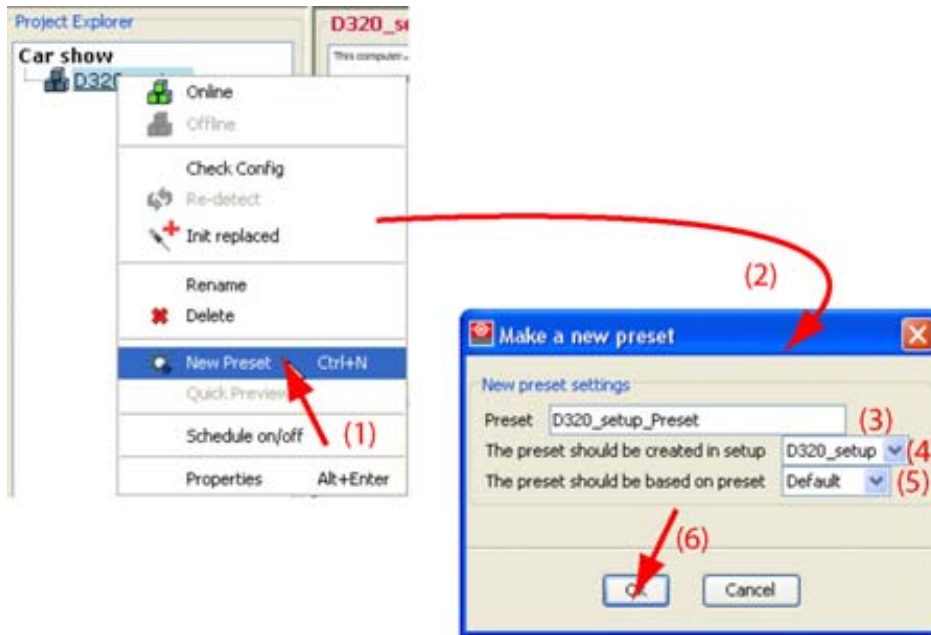 Project Explorer
D320_se
Car show
This computer
D320
Online
Offline
Check Config
Re-detect
Init replaced
Rename
Delete
New Preset Ctrl+N
Quick Preview
Schedule on/off
(1)
Properties Alt+Enter
(2)
Make a new preset
New preset settings
Preset D320_setup_Preset (3)
The preset should be created in setup D320_setup (4
The preset should be based on preset Default (5)
(6)
Cancel